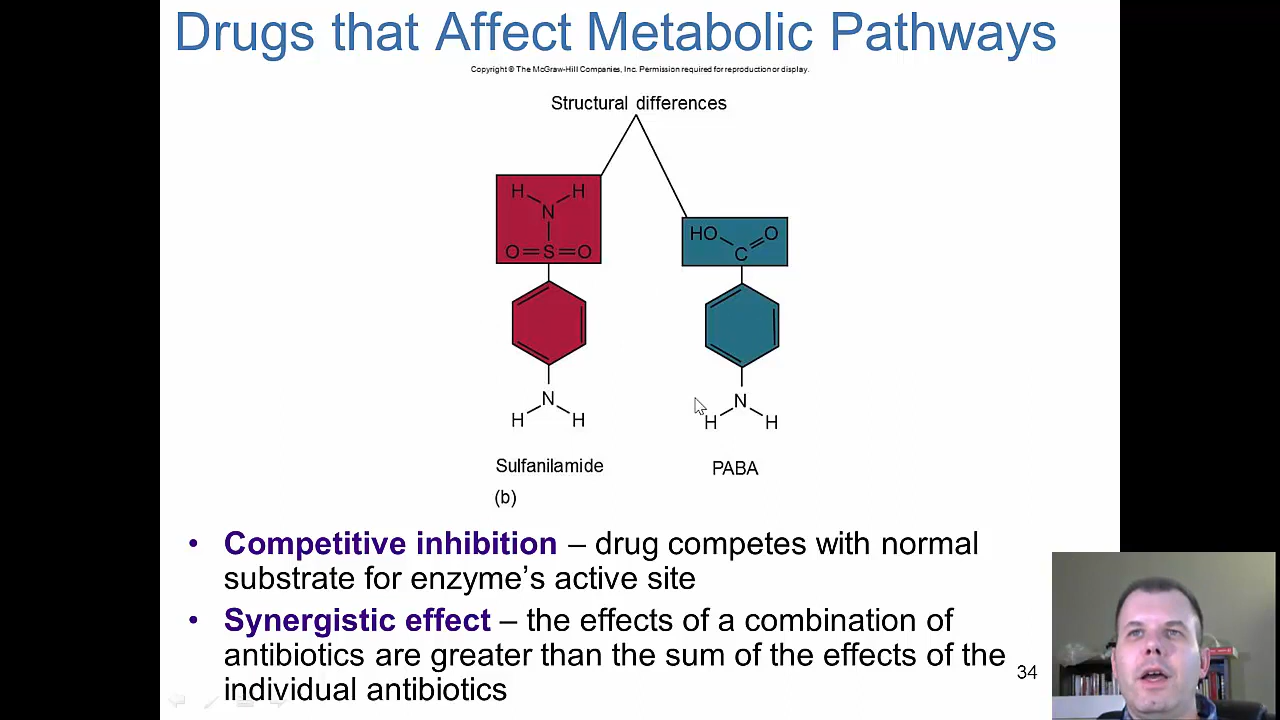 Drugs that Affect Metabolic Pathways
Copyright © The McGraw-Hill Companies, Inc. Permission required for reproduction or display.
Structural differences
H H
N
O=S=O
HO O
C
N
H H
N
H H
Sulfanilamide
PABA
(b)
• Competitive inhibition – drug competes with normal
substrate for enzyme’s active site
• Synergistic effect – the effects of a combination of
antibiotics are greater than the sum of the effects of the
individual antibiotics
34